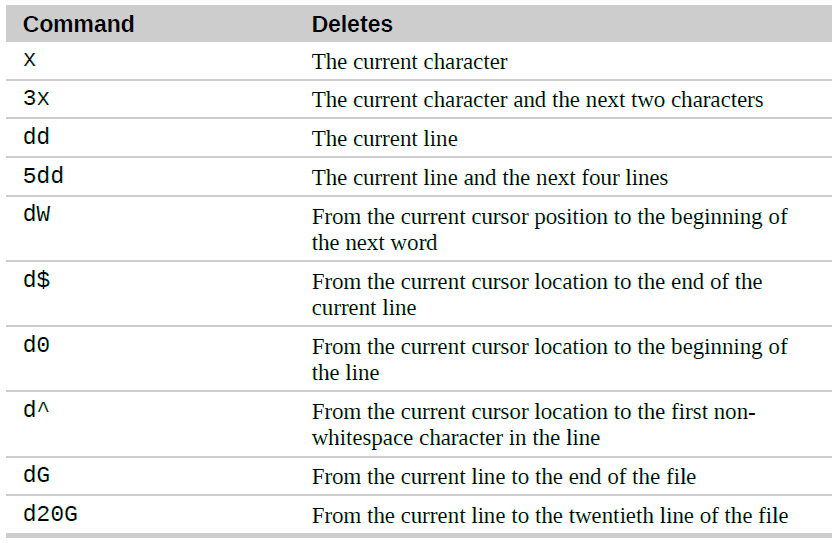 Command Deletes
x The current character
3x The current character and the next two characters
dd The current line
5dd The current line and the next four lines
dW From the current cursor position to the beginning of
the next word
d$ From the current cursor location to the end of the
current line
d0 From the current cursor location to the beginning of
the line
d^ From the current cursor location to the first non-
whitespace character in the line
dG From the current line to the end of the file
d20G From the current line to the twentieth line of the file